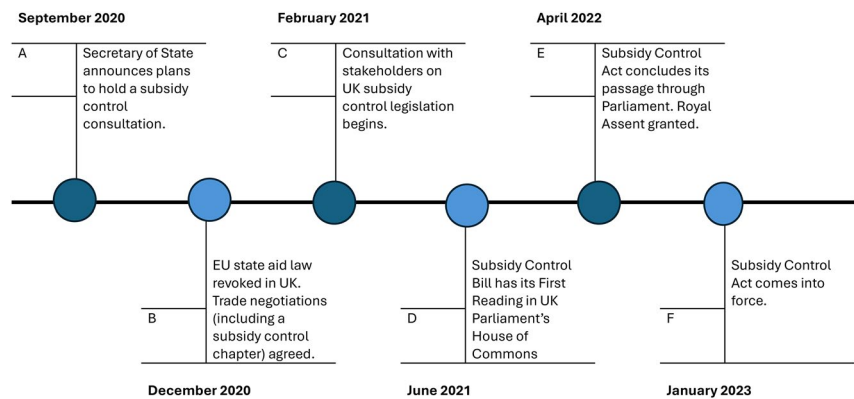 September 2020
A
Secretary of State
announces plans
to hold a subsidy
control
consultation.
February 2021
C
Consultation with
stakeholders on
UK subsidy
control legislation
begins.
April 2022
E
Subsidy Control
Act concludes its
passage through
Parliament. Royal
Assent granted.
B
EU state aid law
revoked in UK.
Trade negotiations
(including a
subsidy control
chapter) agreed.
December 2020
D
Subsidy Control
Bill has its First
Reading in UK
Parliament’s
House of
Commons
June 2021
F
Subsidy Control
Act comes into
force.
January 2023